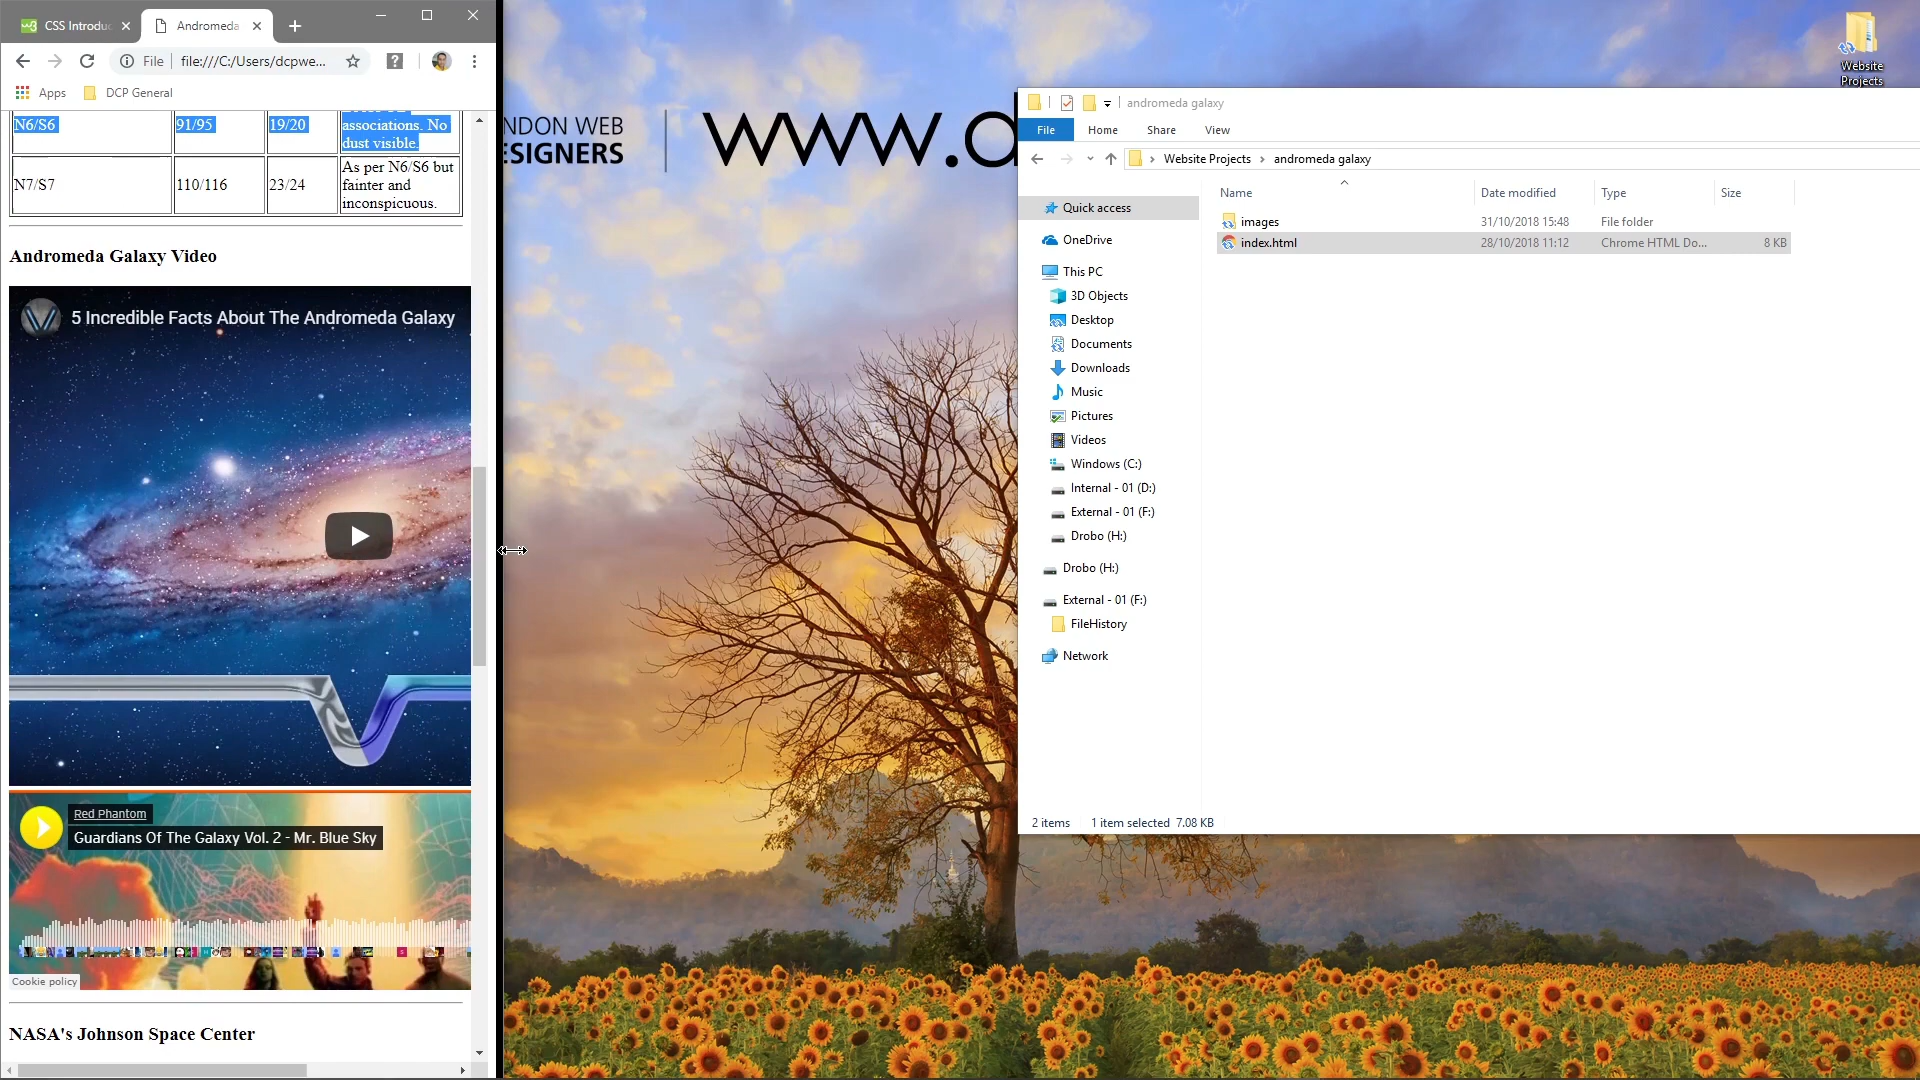 CSS Introdu
Andromeda
File
file:///C:/Users/dcpwe...
Apps
DCP General
N6/S6
91/95
19/20
associations. No
dust visible.
N7/S7
110/116
23/24
As per N6/S6 but
fainter and
inconspicuous.
Andromeda Galaxy Video
5 Incredible Facts About The Andromeda Galaxy
Red Phantom
Guardians Of The Galaxy Vol. 2 - Mr. Blue Sky
Cookie policy
NASA's Johnson Space Center
NDON WEB
ESIGNERS
www.d
Website
Projects
andromeda galaxy
File
Home
Share
View
Website Projects
andromeda galaxy
Name
Date modified
Type
Size
images
31/10/2018 15:48
File folder
index.html
28/10/2018 11:12
Chrome HTML Do...
8 KB
Quick access
OneDrive
This PC
3D Objects
Desktop
Documents
Downloads
Music
Pictures
Videos
Windows (C:)
Internal - 01 (D:)
External - 01 (F:)
Drobo (H:)
Drobo (H:)
External - 01 (F:)
FileHistory
Network
2 items
1 item selected 7.08 KB